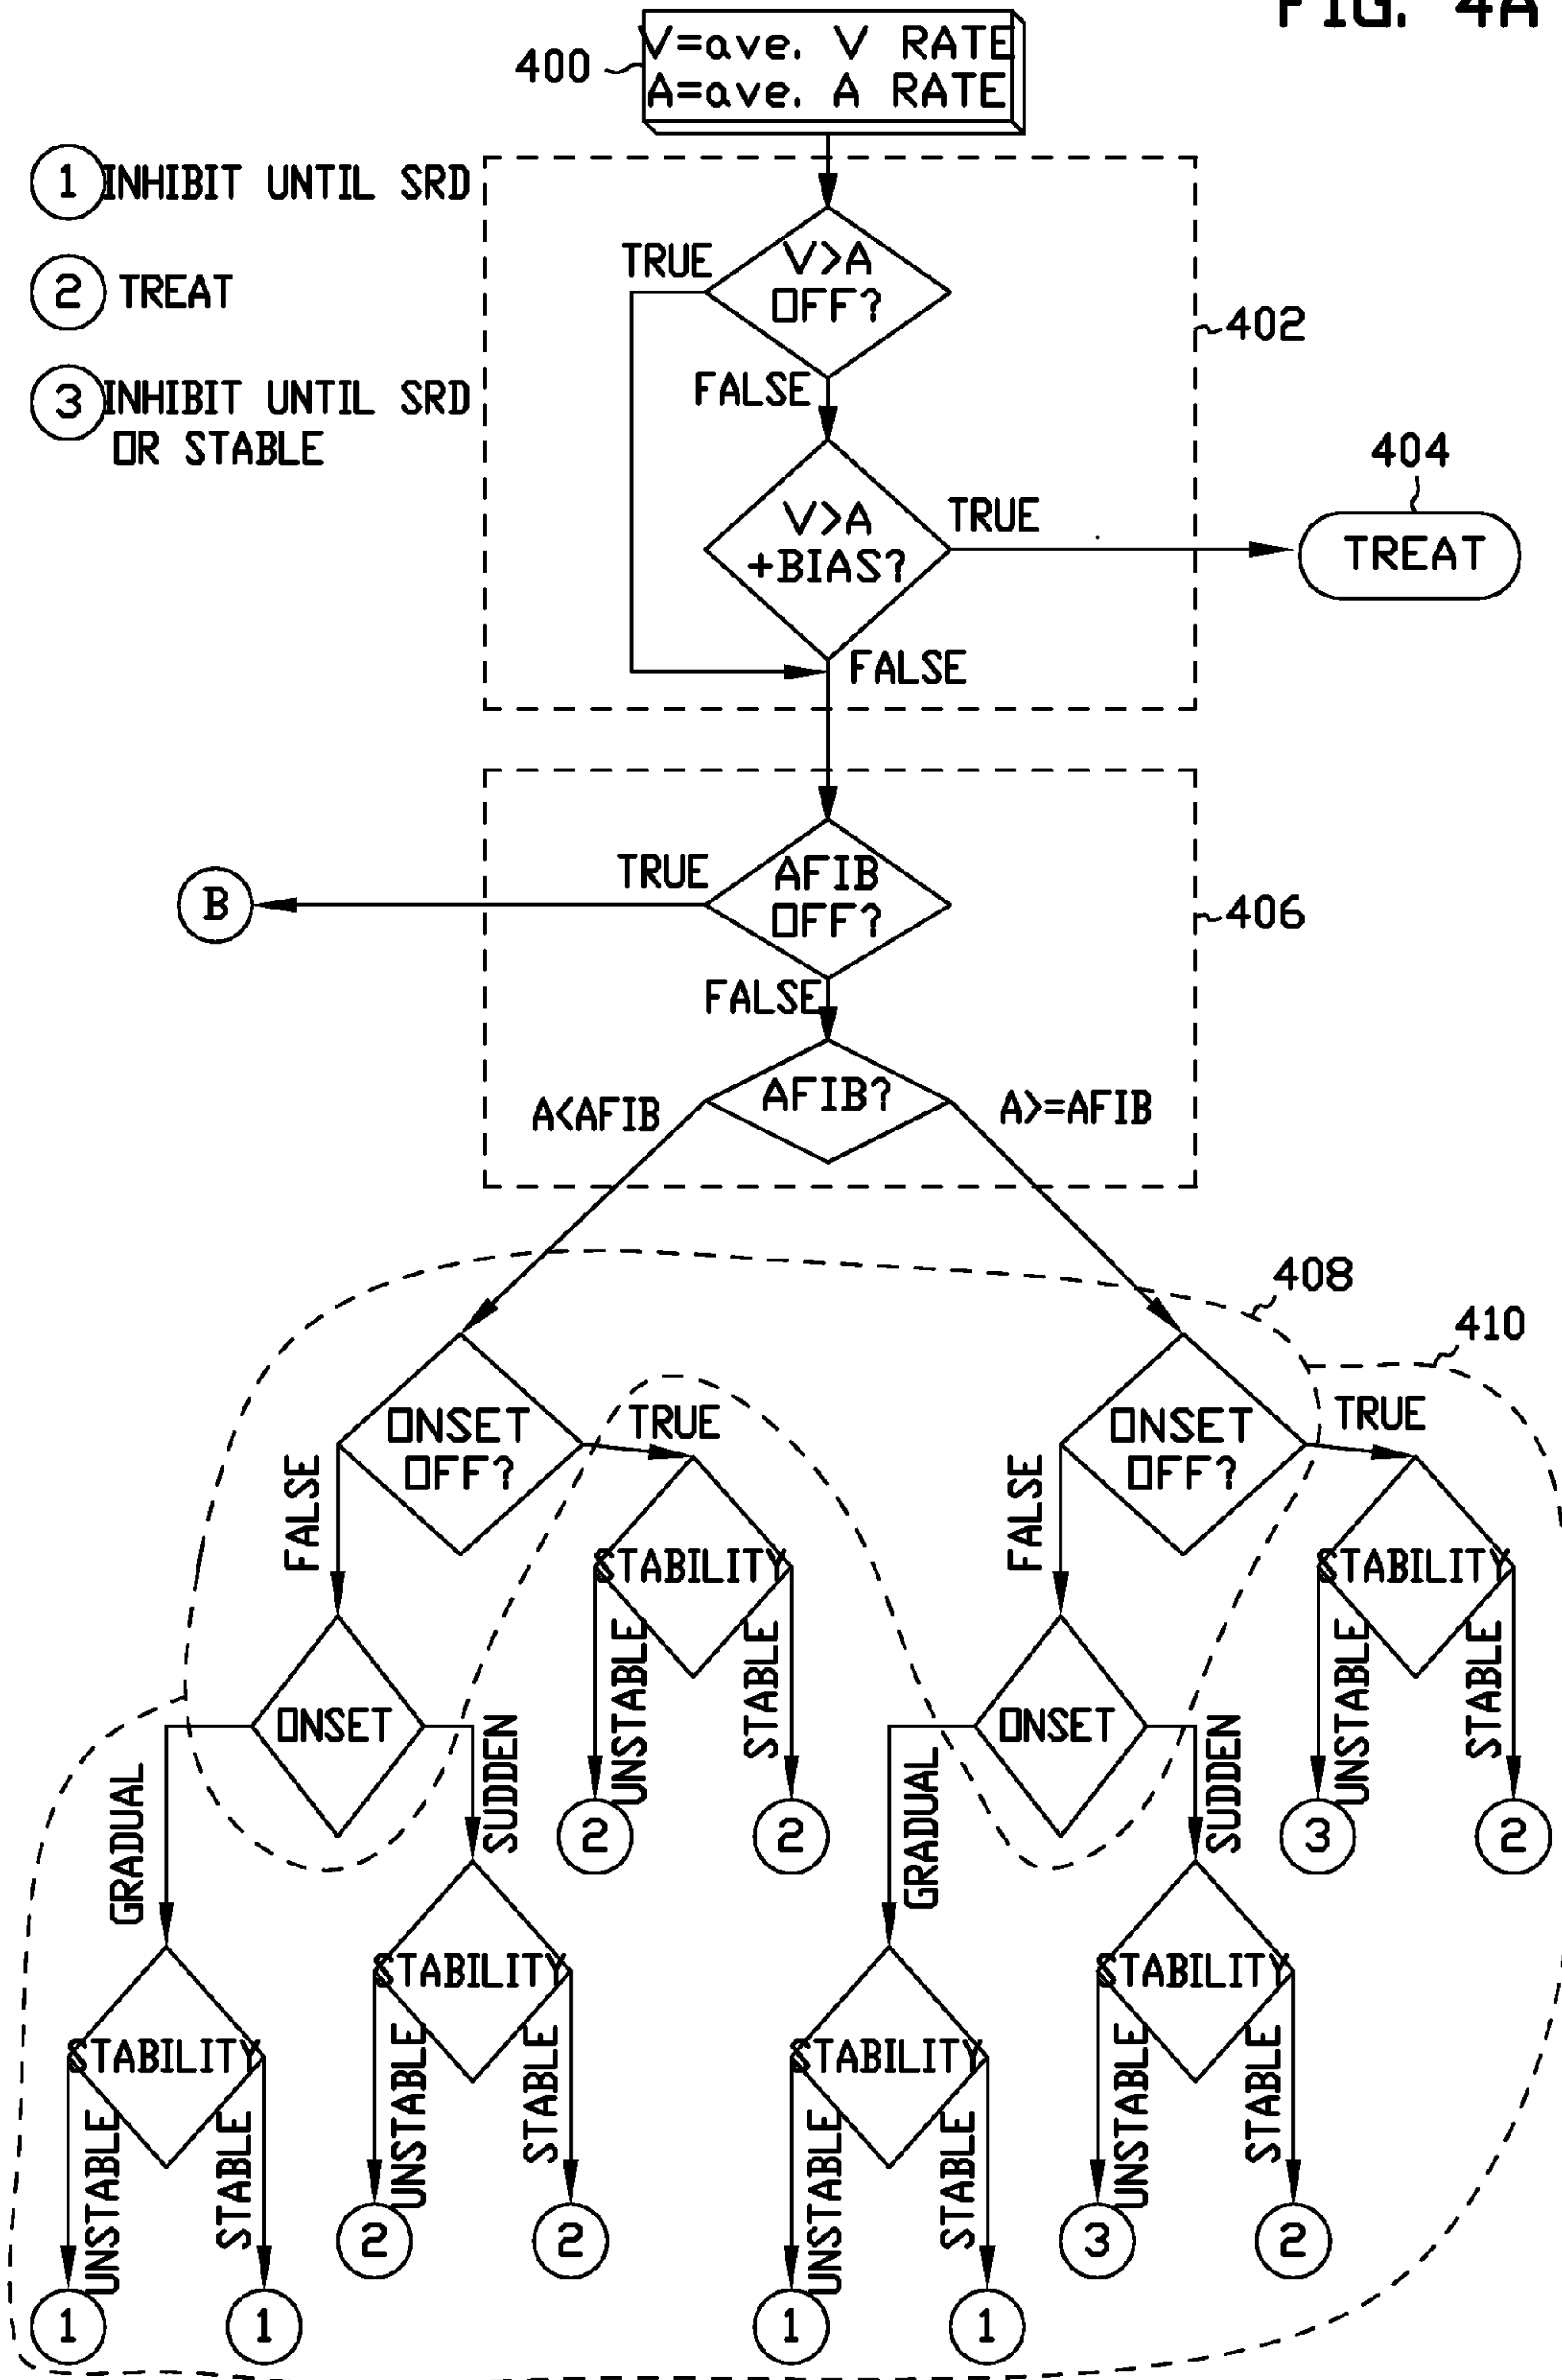 FIG. 4A
400
V=ave. V RATE
A=ave. A RATE
1 INHIBIT UNTIL SRD
2 TREAT
3 INHIBIT UNTIL SRD
OR STABLE
V>A
OFF?
TRUE
FALSE
402
V>A
+BIAS?
TRUE
FALSE
404
TREAT
AFIB
OFF?
TRUE
B
FALSE
406
AFIB?
A<AFIB
A>=AFIB
408
410
ONSET
OFF?
TRUE
FALSE
STABILITY
UNSTABLE
STABLE
2
2
ONSET
GRADUAL
SUDDEN
STABILITY
UNSTABLE
STABLE
2
2
STABILITY
UNSTABLE
STABLE
1
1
ONSET
OFF?
TRUE
FALSE
STABILITY
UNSTABLE
STABLE
3
2
ONSET
GRADUAL
SUDDEN
STABILITY
UNSTABLE
STABLE
3
2
STABILITY
UNSTABLE
STABLE
1
1